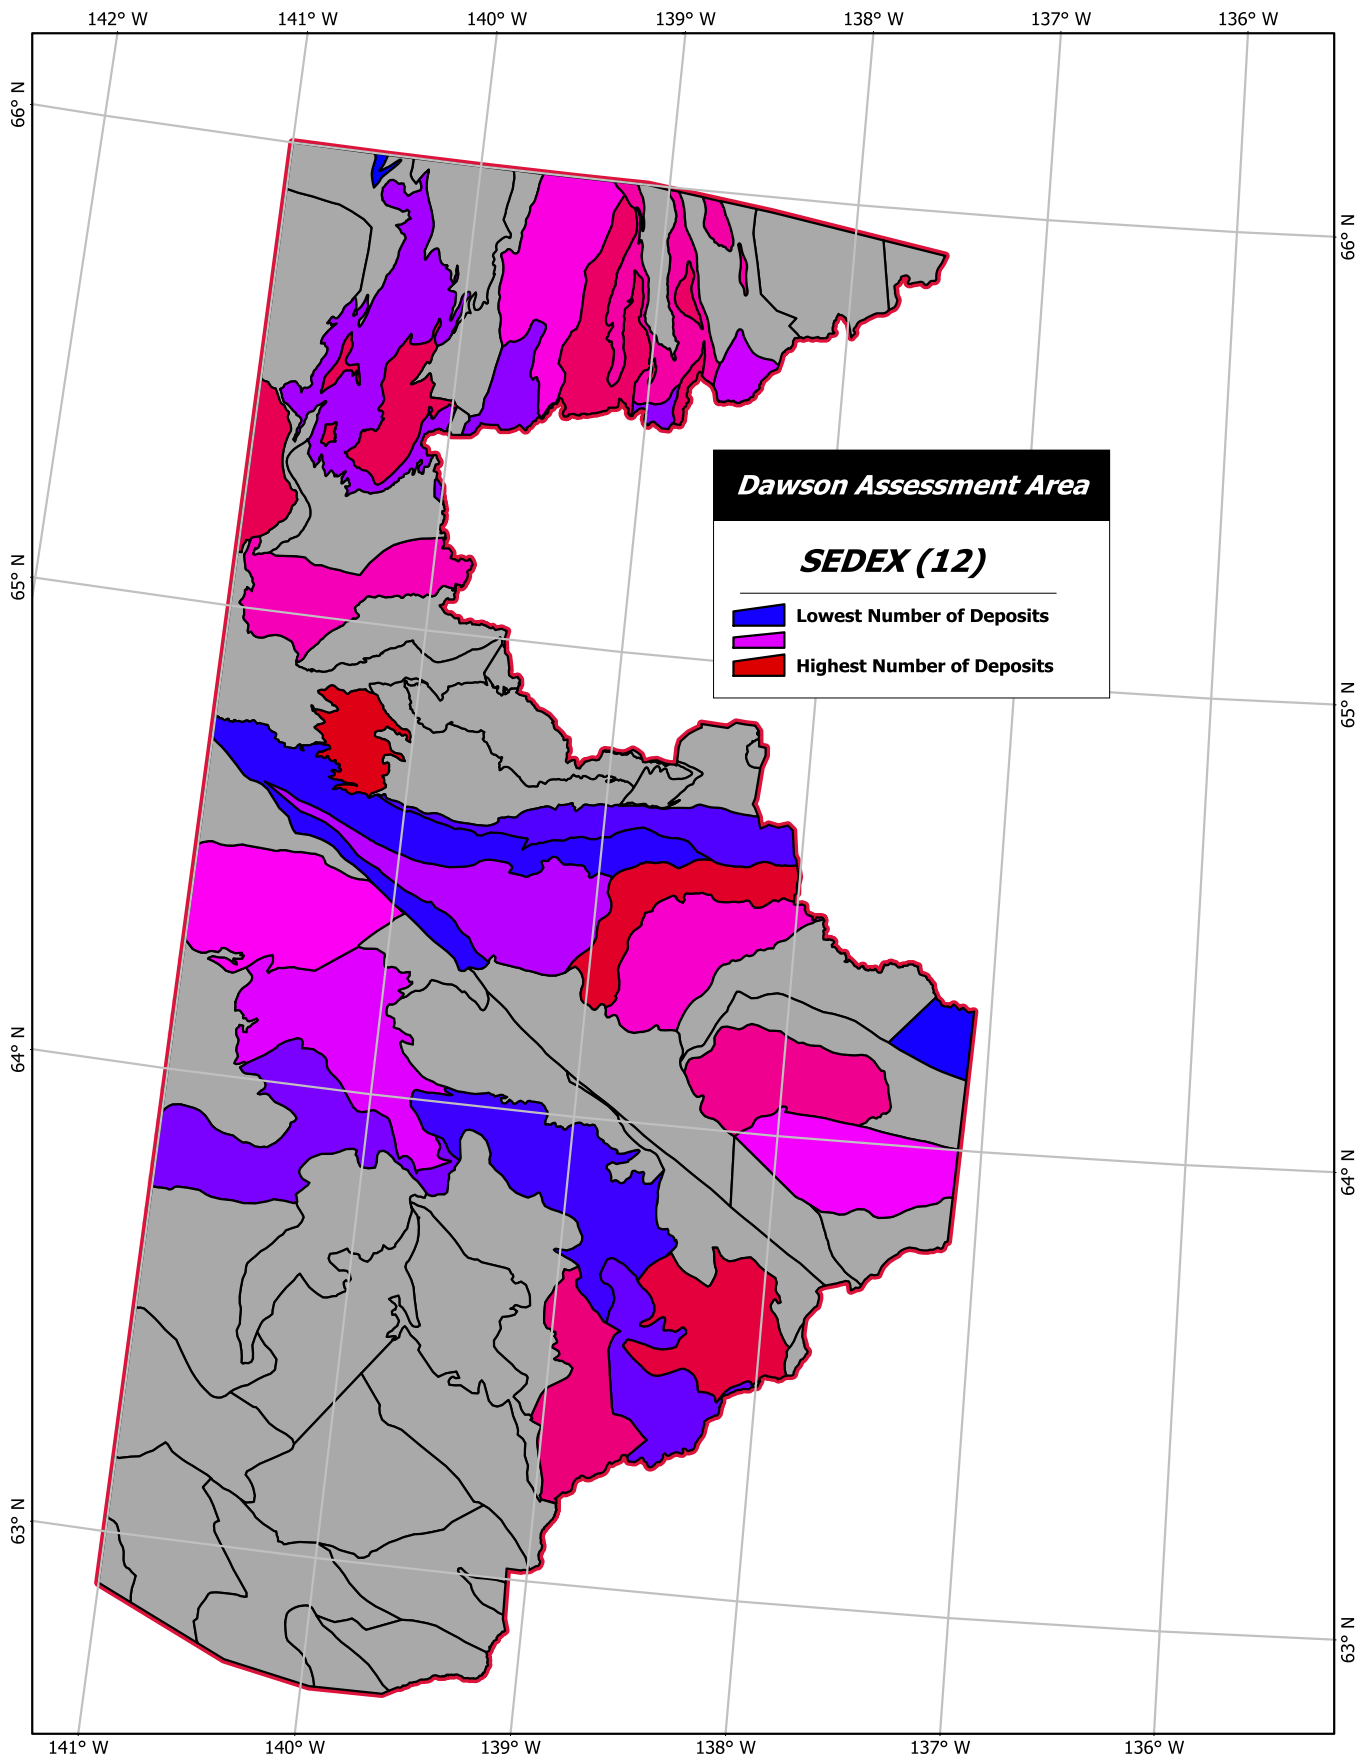 142° W 141° W 140° W 139° W 138° W 137° W 136° W
66° N
66° N
Dawson Assessment Area
SEDEX (12)
Lowest Number of Deposits
Highest Number of Deposits
65° N
65° N
64° N
64° N
63° N
63° N
141° W 140° W 139° W 138° W 137° W 136° W